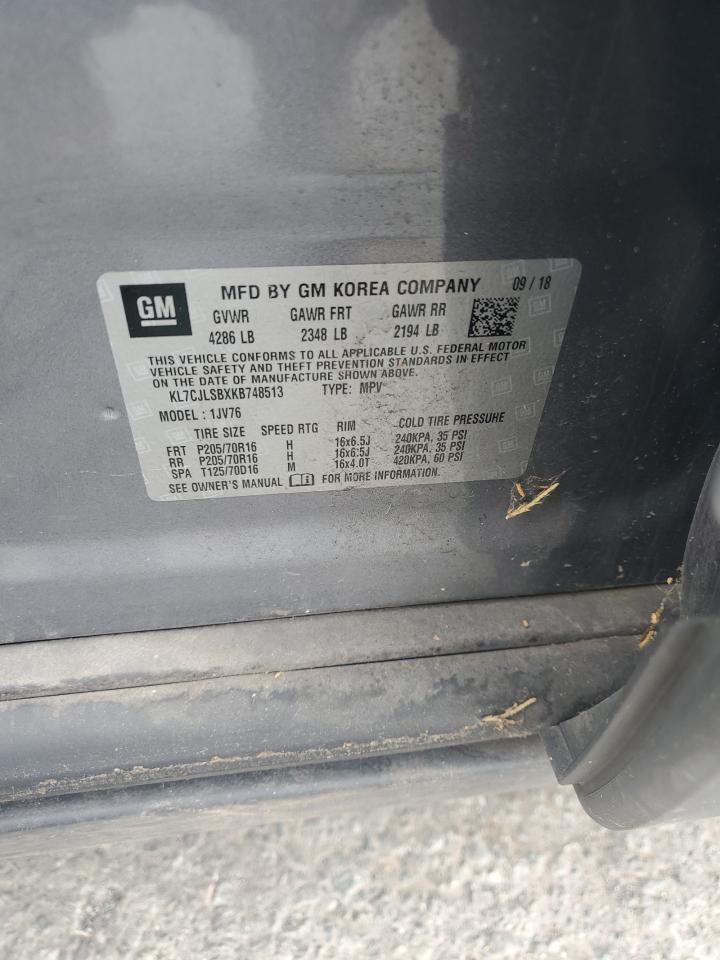 GM
MFD BY GM KOREA COMPANY 09 / 18
GVWR GAWR FRT GAWR RR
4286 LB 2348 LB 2194 LB
THIS VEHICLE CONFORMS TO ALL APPLICABLE U.S. FEDERAL MOTOR
VEHICLE SAFETY AND THEFT PREVENTION STANDARDS IN EFFECT
ON THE DATE OF MANUFACTURE SHOWN ABOVE.
KL7CJLSBXKB748513 TYPE: MPV
MODEL : 1JV76
TIRE SIZE SPEED RTG RIM COLD TIRE PRESSURE
FRT P205/70R16 H 16x6.5J 240KPA, 35 PSI
RR P205/70R16 H 16x6.5J 240KPA, 35 PSI
SPA T125/70D16 M 16x4.0T 420KPA, 60 PSI
SEE OWNER'S MANUAL FOR MORE INFORMATION.